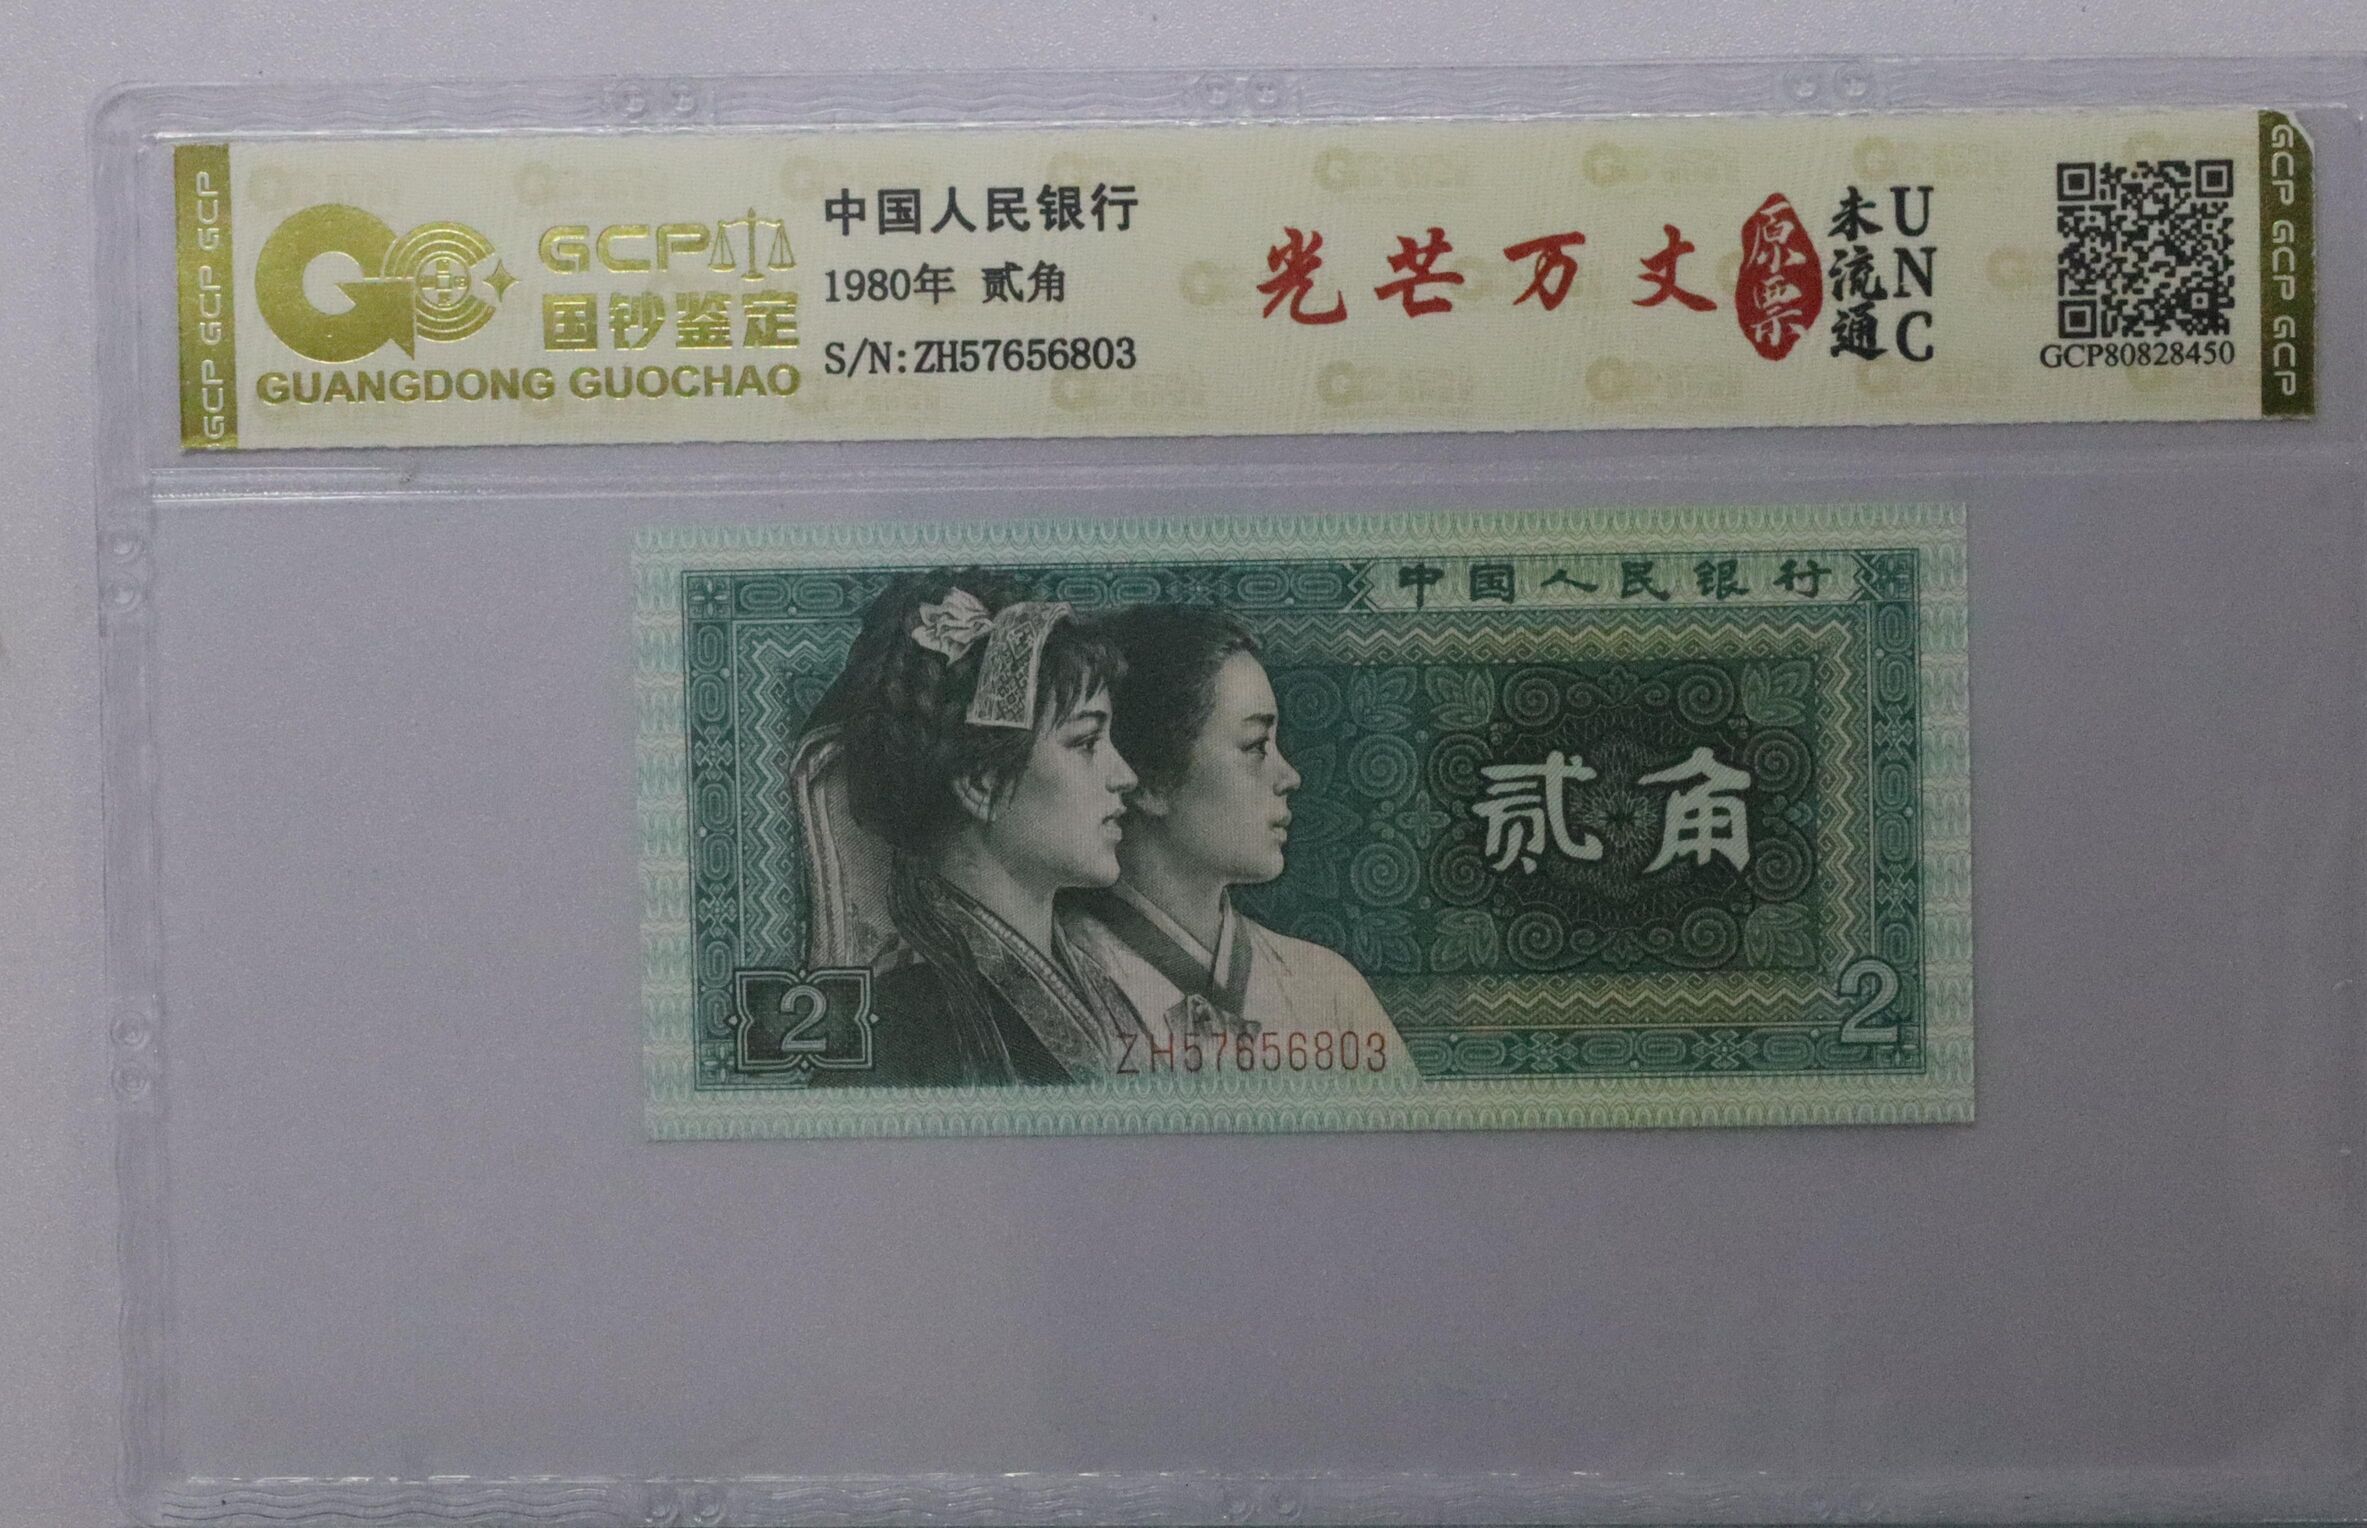 GCP GCP GCP
GCP
国钞鉴定
GUANGDONG GUOCHAO
中国人民银行
1980年 贰角
S/N:ZH57656803
光芒万丈
原票
未流通
UNC
GCP80828450
GCP GCP GCP
中国人民银行
贰角
2
2
ZH57656803